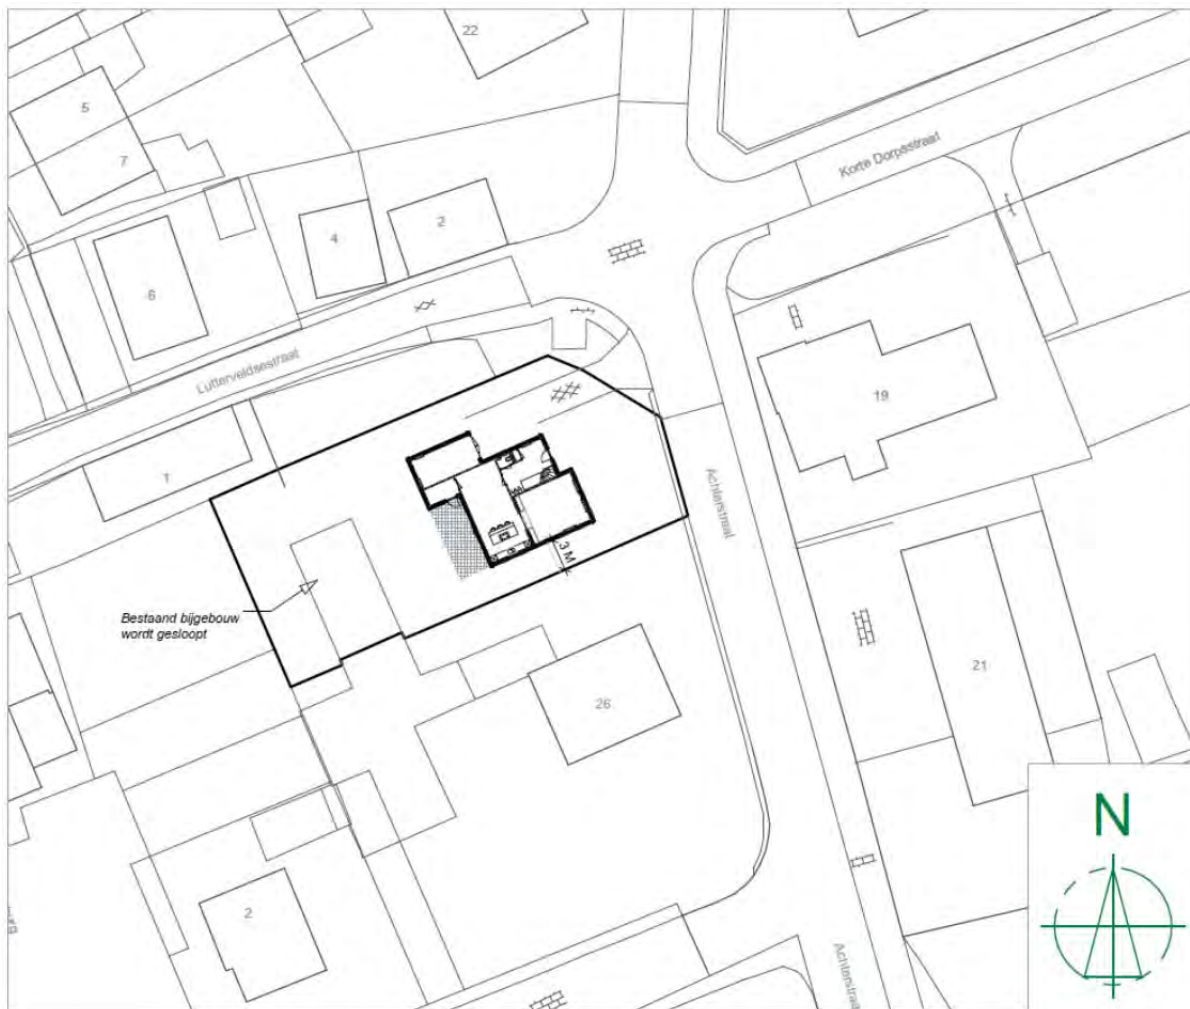 22
5
7
Korte Dorpsstraat
4
2
6
Lutterveldsestraat
19
1
Achterstraat
3 M
Bestaand bijgebouw
wordt gesloopt
21
26
N
2
Achterstraat